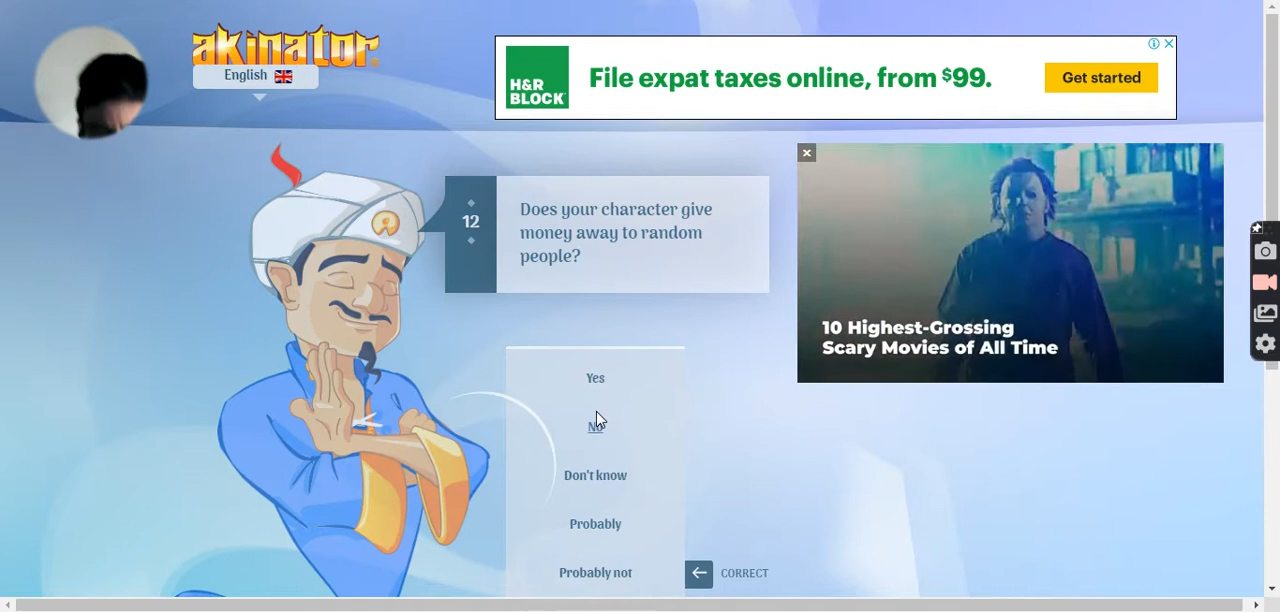 akinator
English
H&R
BLOCK
File expat taxes online, from $99.
Get started
12
Does your character give
money away to random
people?
10 Highest-Grossing
Scary Movies of All Time
Yes
No
Don't know
Probably
Probably not
CORRECT